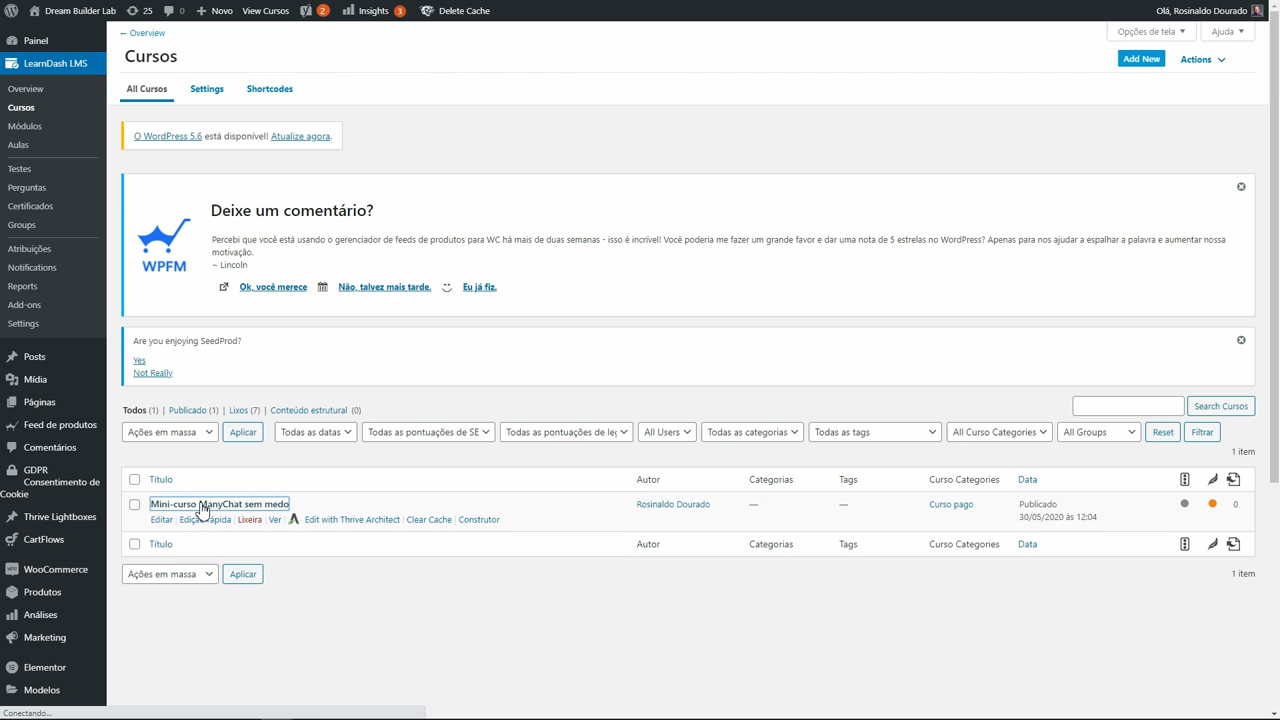 Dream Builder Lab 25 0 Novo View Cursos 2 Insights 3 Delete Cache Olá, Rosinaldo Dourado
Painel
LearnDash LMS
Overview
Cursos
Módulos
Aulas
Testes
Perguntas
Certificados
Groups
Atribuições
Notifications
Reports
Add-ons
Settings
Posts
Mídia
Páginas
Feed de produtos
Comentários
GDPR
Consentimento de
Cookie
Thrive Lightboxes
CartFlows
WooCommerce
Produtos
Análises
Marketing
Elementor
Modelos
← Overview
Opções de tela ▼ Ajuda ▼
Cursos
Add New Actions
All Cursos Settings Shortcodes
O WordPress 5.6 está disponível! Atualize agora.
WPFM
Deixe um comentário?
Percebi que você está usando o gerenciador de feeds de produtos para WC há mais de duas semanas - isso é incrível! Você poderia me fazer um grande favor e dar uma nota de 5 estrelas no WordPress? Apenas para nos ajudar a espalhar a palavra e aumentar nossa
motivação.
~ Lincoln
Ok, você merece Não, talvez mais tarde. Eu já fiz.
Are you enjoying SeedProd?
Yes
Not Really
Todos (1) | Publicado (1) | Lixos (7) | Conteúdo estrutural (0)
Search Cursos
Ações em massa Aplicar Todas as datas Todas as pontuações de SE Todas as pontuações de leg All Users Todas as categorias Todas as tags All Curso Categories All Groups Reset Filtrar
1 item
Título Autor Categorias Tags Curso Categories Data
Mini-curso ManyChat sem medo Rosinaldo Dourado — — Curso pago Publicado 0
30/05/2020 às 12:04
Editar | Edição rápida | Lixeira | Ver | Edit with Thrive Architect | Clear Cache | Construtor
Título Autor Categorias Tags Curso Categories Data
Ações em massa Aplicar
1 item
Conectando...